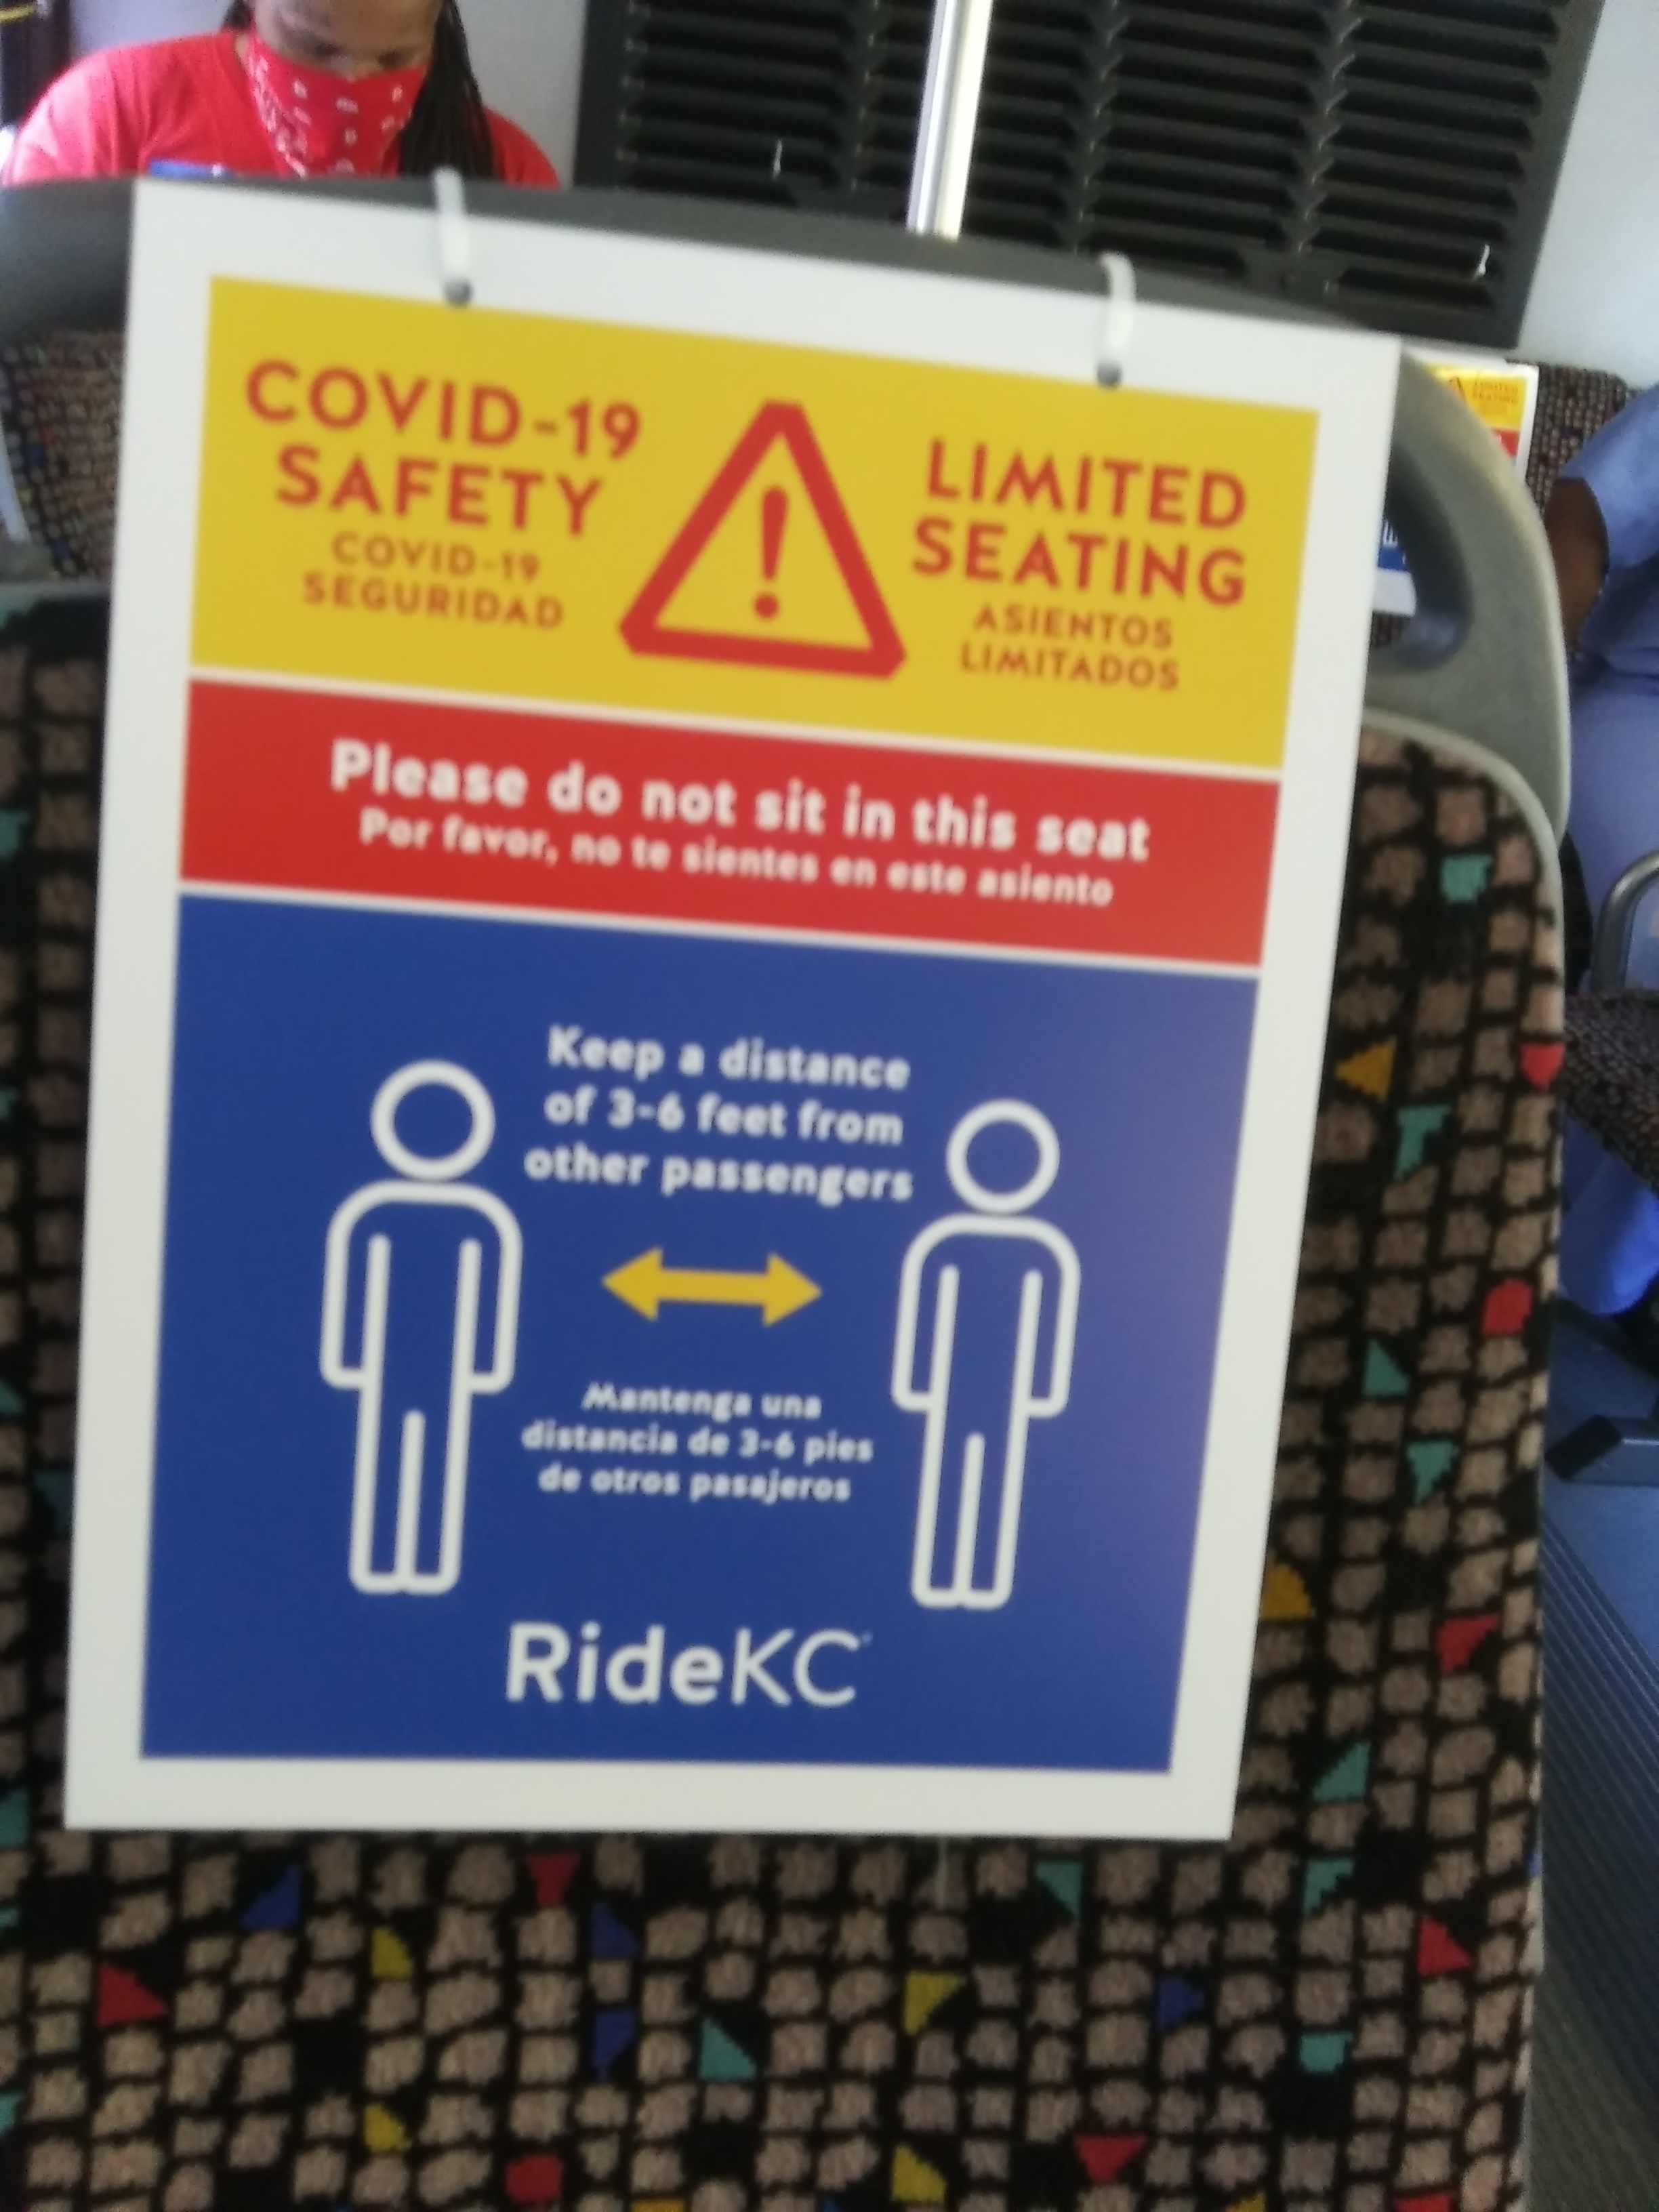 COVID-19
SAFETY
COVID-19
SEGURIDAD
LIMITED
SEATING
ASIENTOS
LIMITADOS
Please do not sit in this seat
Por favor, no te sientes en este asiento
Keep a distance
of 3-6 feet from
other passengers
Mantenga una
distancia de 3-6 pies
de otros pasajeros
RideKC
LIMITED
SEATING